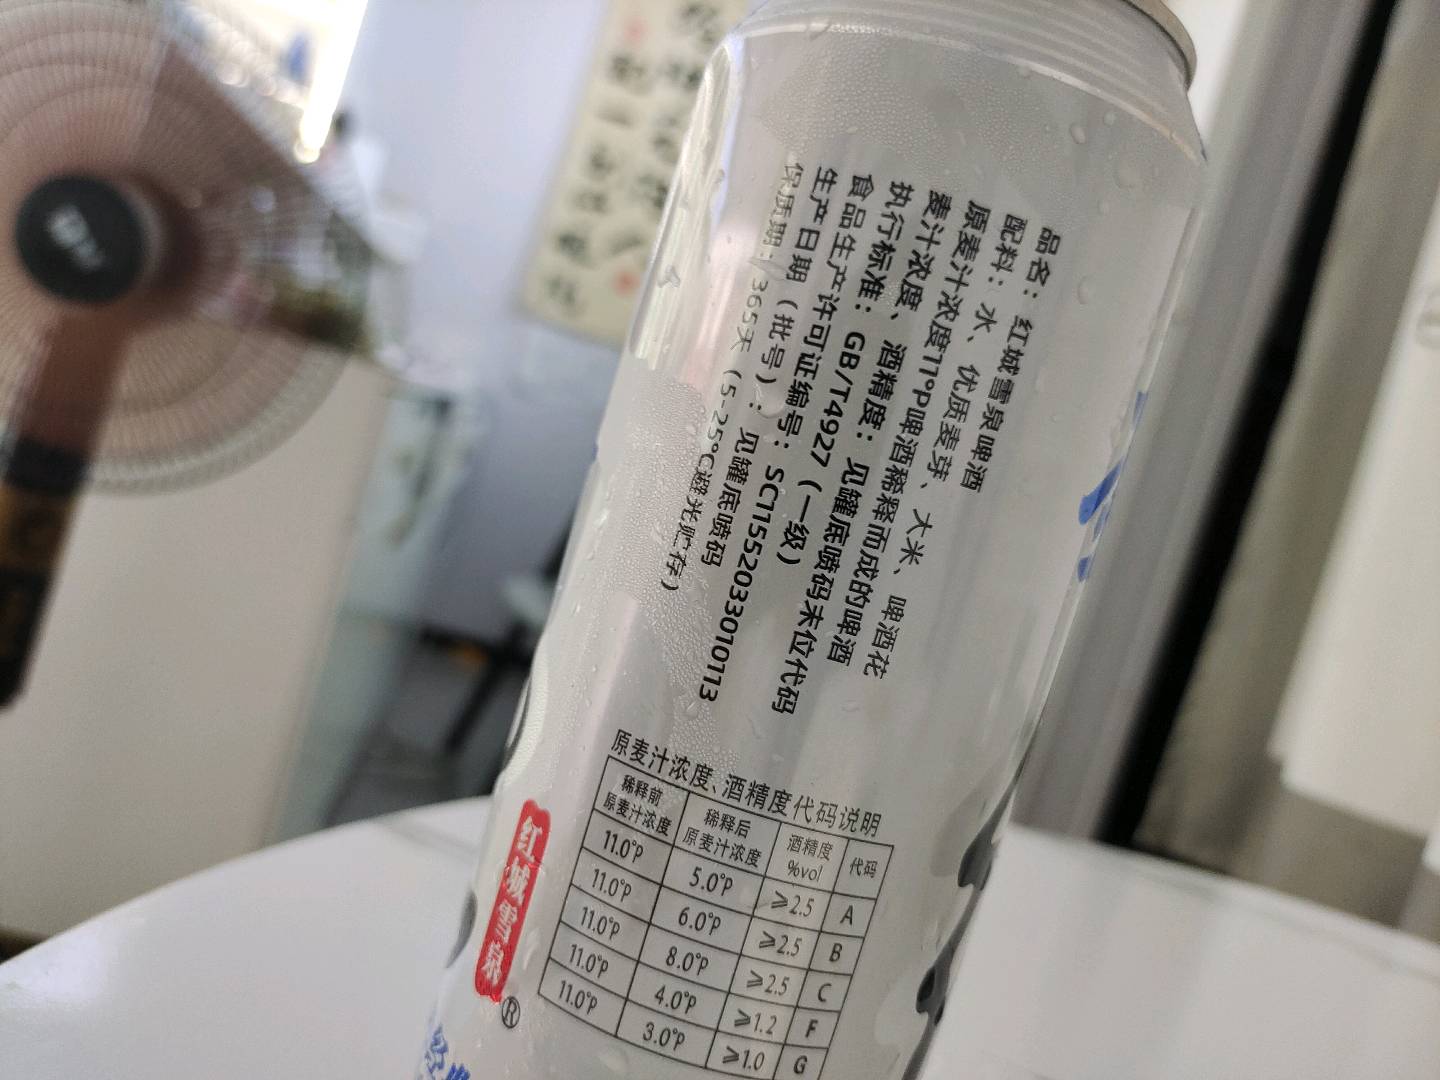 品名：红城雪泉啤酒
配料：水、优质麦芽、大米、啤酒花
原麦汁浓度11°P啤酒稀释而成的啤酒
麦汁浓度、酒精度：见罐底喷码末位代码
执行标准：GB/T4927（一级）
食品生产许可证编号：SC11552033010113
生产日期（批号）：见罐底喷码
保质期：365天（5-25℃避光贮存）
原麦汁浓度、酒精度代码说明
稀释前原麦汁浓度 稀释后原麦汁浓度 酒精度%vol 代码
11.0°P 5.0°P ≥2.5 A
11.0°P 6.0°P ≥2.5 B
11.0°P 8.0°P ≥2.5 C
11.0°P 4.0°P ≥1.2 F
11.0°P 3.0°P ≥1.0 G
红城雪泉®
经典